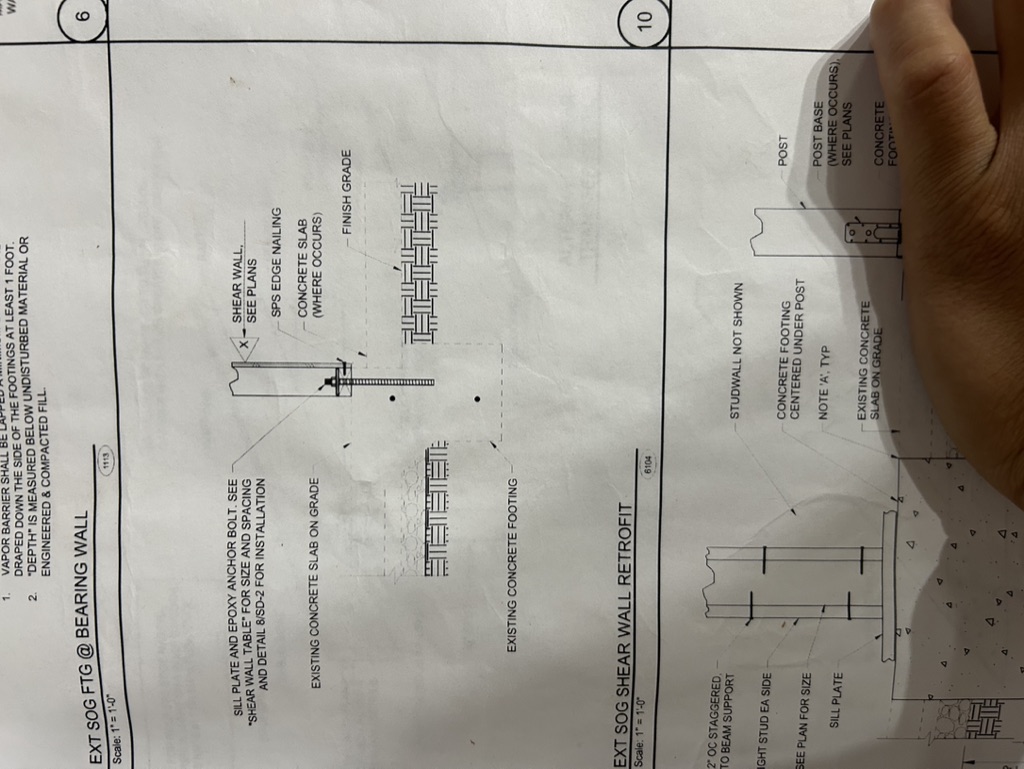 1. VAPOR BARRIER SHALL BE LAPPED A
DRAPED DOWN THE SIDE OF THE FOOTINGS AT LEAST 1 FOOT.
2. "DEPTH" IS MEASURED BELOW UNDISTURBED MATERIAL OR
ENGINEERED & COMPACTED FILL.
EXT SOG FTG @ BEARING WALL
Scale: 1" = 1'-0"
1113
6
X
SHEAR WALL,
SEE PLANS
SPS EDGE NAILING
CONCRETE SLAB
(WHERE OCCURS)
FINISH GRADE
SILL PLATE AND EPOXY ANCHOR BOLT. SEE
"SHEAR WALL TABLE" FOR SIZE AND SPACING
AND DETAIL 8/SD-2 FOR INSTALLATION
EXISTING CONCRETE SLAB ON GRADE
EXISTING CONCRETE FOOTING
EXT SOG SHEAR WALL RETROFIT
Scale: 1" = 1'-0"
6104
10
2" OC STAGGERED,
TO BEAM SUPPORT
IGHT STUD EA SIDE
SEE PLAN FOR SIZE
SILL PLATE
STUDWALL NOT SHOWN
CONCRETE FOOTING
CENTERED UNDER POST
NOTE 'A', TYP
EXISTING CONCRETE
SLAB ON GRADE
POST
POST BASE
(WHERE OCCURS),
SEE PLANS
CONCRETE